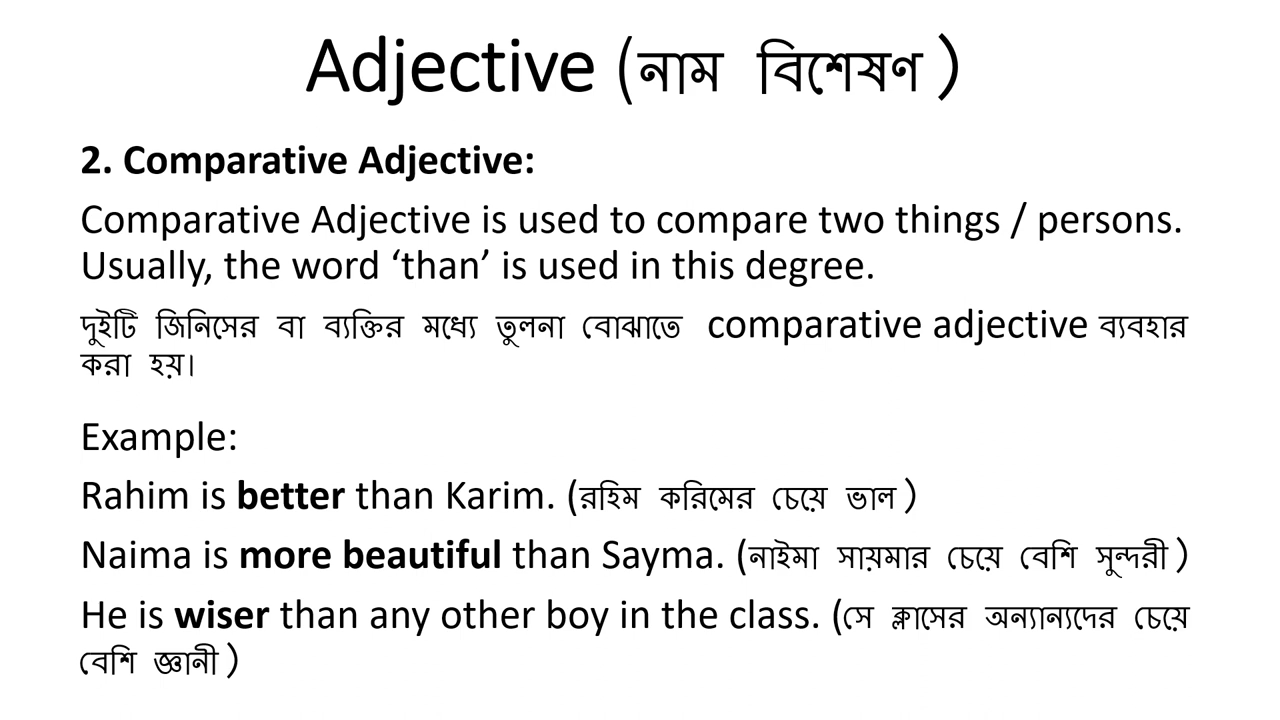 Adjective (নাম বিশেষণ )
2. Comparative Adjective:
Comparative Adjective is used to compare two things / persons.
Usually, the word ‘than’ is used in this degree.
দুইটি জিনিসের বা ব্যক্তির মধ্যে তুলনা বোঝাতে comparative adjective ব্যবহার
করা হয়।
Example:
Rahim is better than Karim. (রহিম করিমের চেয়ে ভাল )
Naima is more beautiful than Sayma. (নাইমা সায়মার চেয়ে বেশি সুন্দরী )
He is wiser than any other boy in the class. (সে ক্লাসের অন্যান্যদের চেয়ে
বেশি জ্ঞানী )